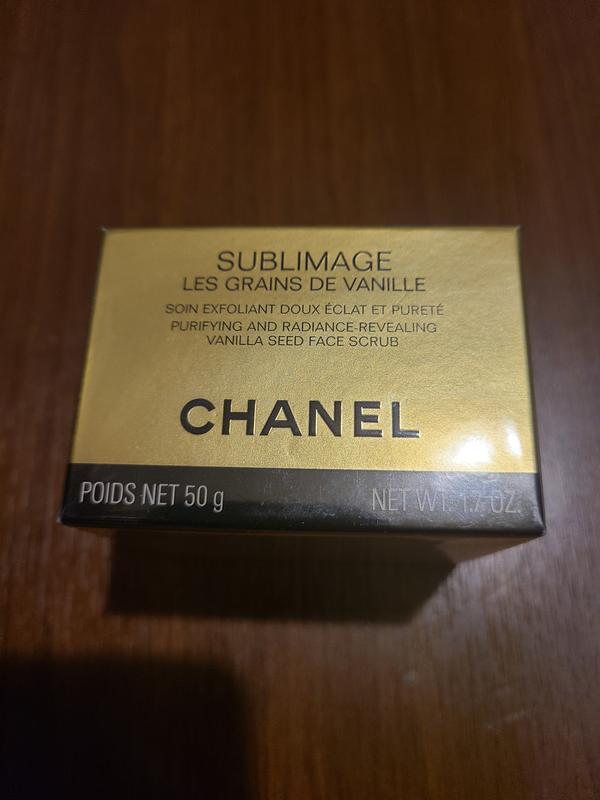 SUBLIMAGE
LES GRAINS DE VANILLE
SOIN EXFOLIANT DOUX ÉCLAT ET PURETÉ
PURIFYING AND RADIANCE-REVEALING
VANILLA SEED FACE SCRUB
CHANEL
POIDS NET 50 g NET WT. 1.7 OZ.